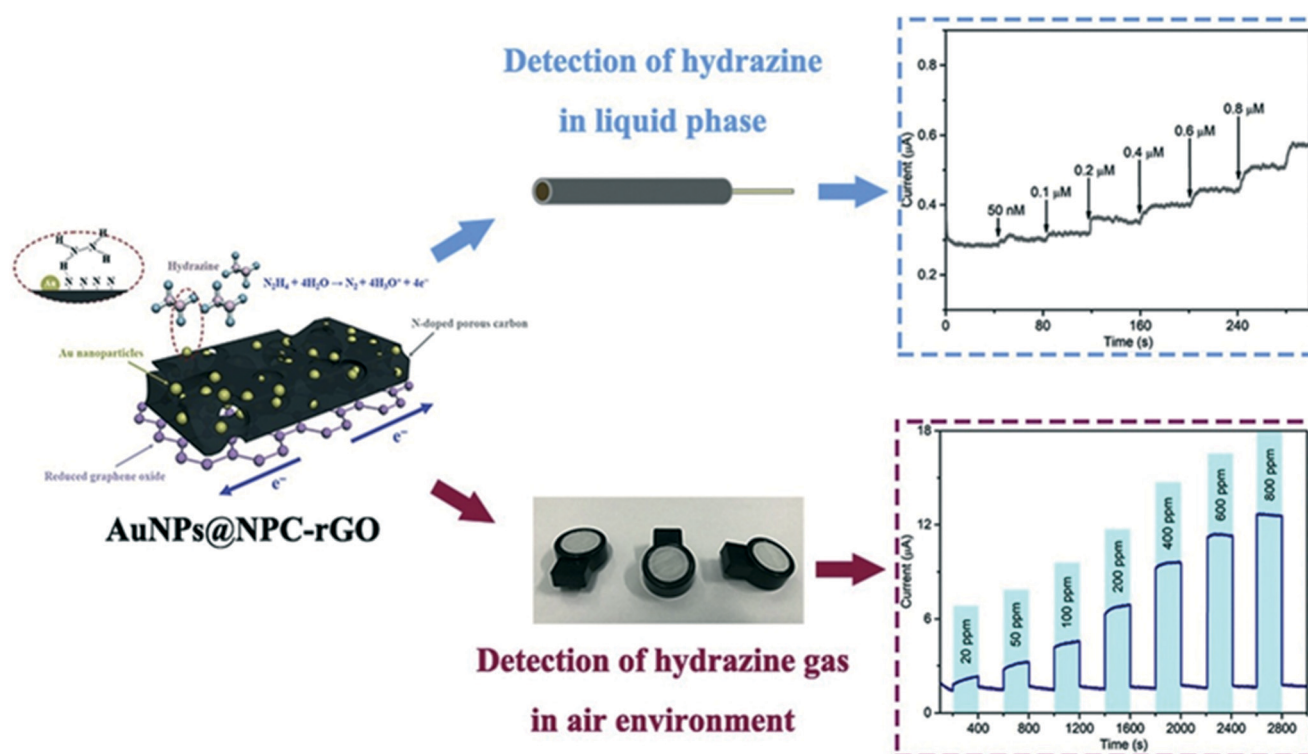 Detection of hydrazine
in liquid phase
0.8
0.6
0.4
0.2
Current (µA)
50 nM
0.1 µM
0.2 µM
0.4 µM
0.6 µM
0.8 µM
0
80
160
240
Time (s)
H
H
N
N
H
H
Au
N N N N
Hydrazine
N₂H₄ + 4H₂O → N₂ + 4H₃O⁺ + 4e⁻
N-doped porous carbon
Au nanoparticles
Reduced graphene oxide
e⁻
e⁻
AuNPs@NPC-rGO
Detection of hydrazine gas
in air environment
18
12
6
0
Current (µA)
20 ppm
50 ppm
100 ppm
200 ppm
400 ppm
600 ppm
800 ppm
400
800
1200
1600
2000
2400
2800
Time (s)